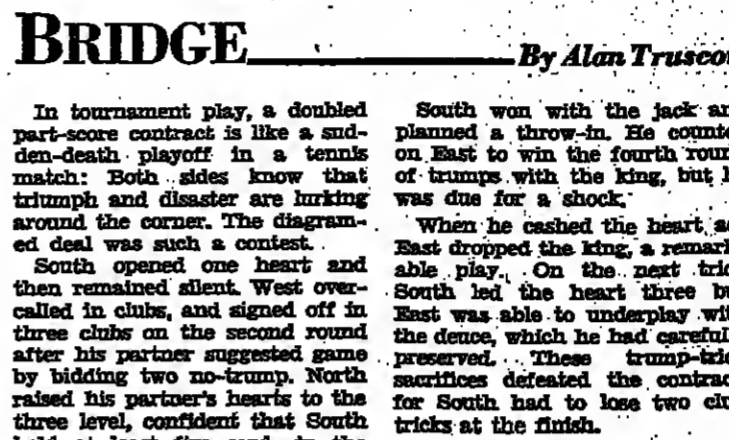 BRIDGE
By Alan Trusco
In tournament play, a doubled
part-score contract is like a sud-
den-death playoff in a tennis
match: Both sides know that
triumph and disaster are lurking
around the corner. The diagram-
ed deal was such a contest.
South opened one heart and
then remained silent. West over-
called in clubs, and signed off in
three clubs on the second round
after his partner suggested game
by bidding two no-trump. North
raised his partner's hearts to the
three level, confident that South
South won with the jack an
planned a throw-in. He counte
on East to win the fourth roun
of trumps with the king, but h
was due for a shock.
When he cashed the heart a
East dropped the king, a remark
able play. On the next tric
South led the heart three bu
East was able to underplay wit
the deuce, which he had careful
preserved. These trump-tric
sacrifices defeated the contrac
for South had to lose two clu
tricks at the finish.